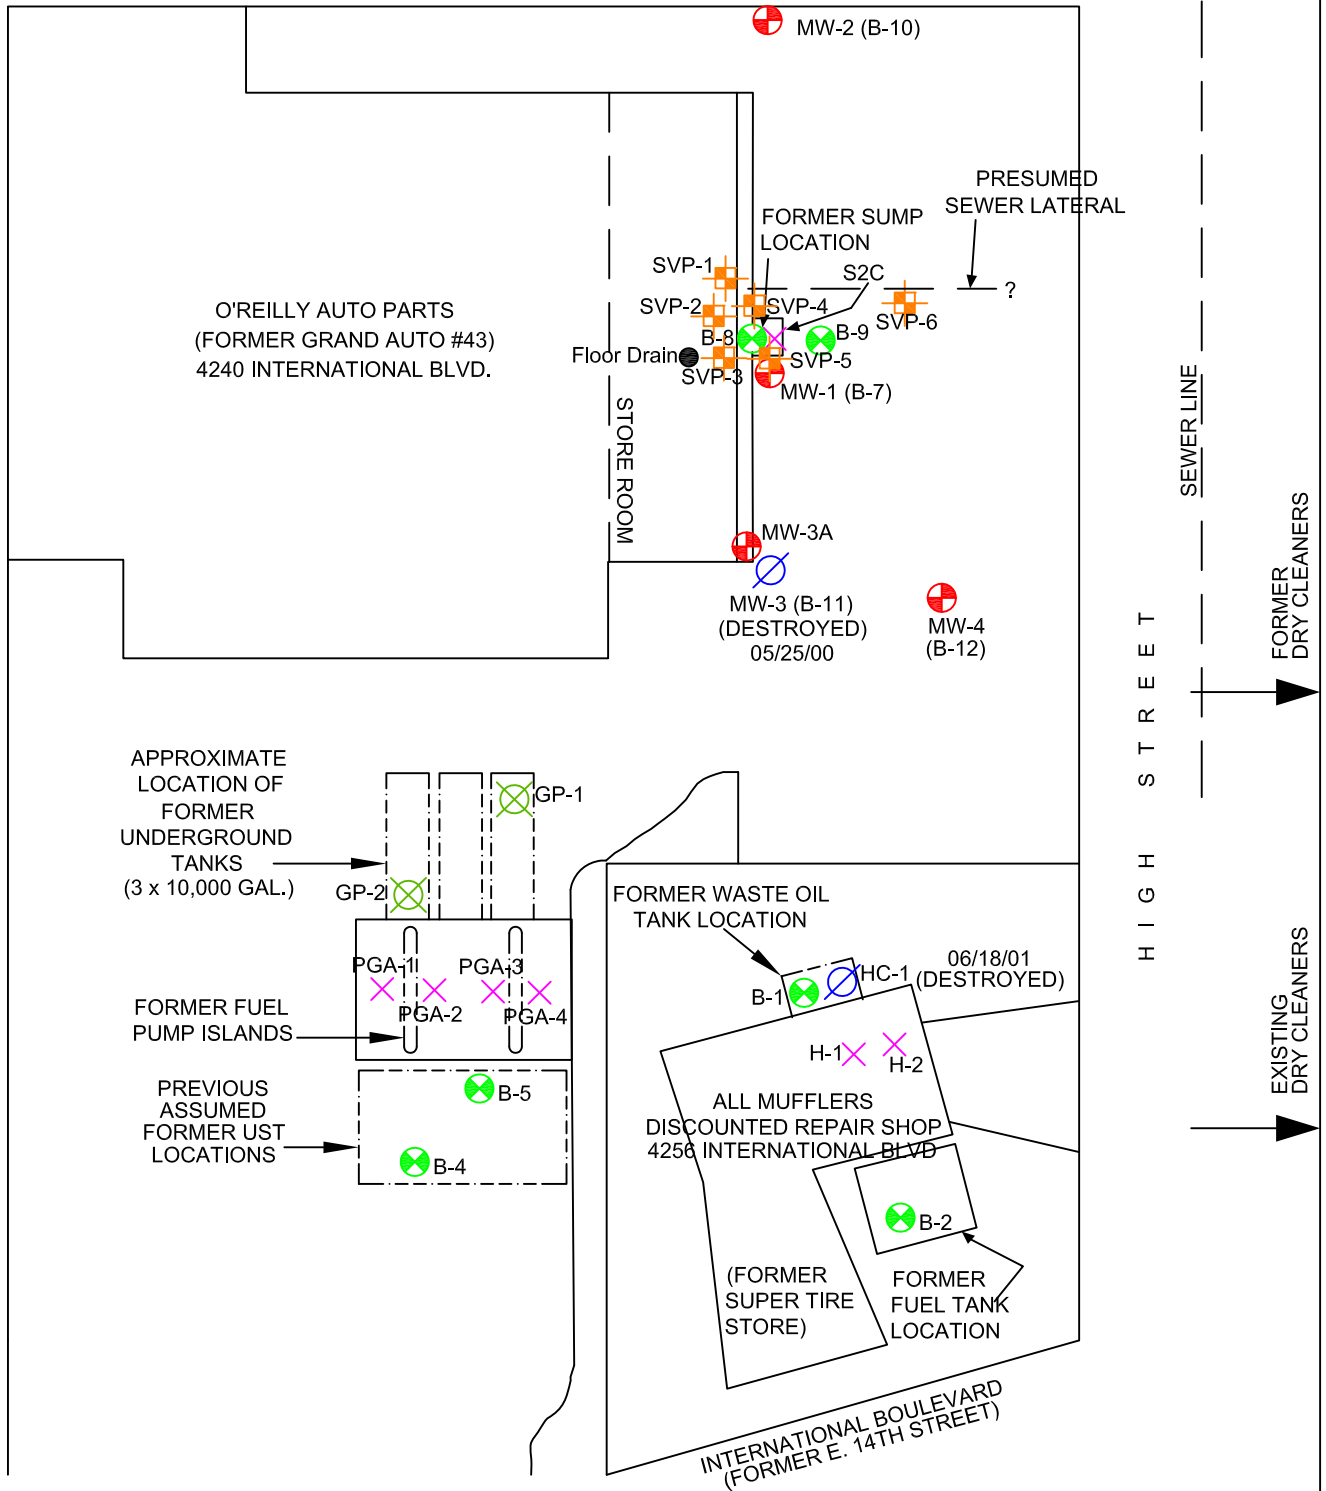 MW-2 (B-10)
PRESUMED
SEWER LATERAL
FORMER SUMP
LOCATION
SVP-1
S2C
?
SVP-2
SVP-4
SVP-6
O'REILLY AUTO PARTS
(FORMER GRAND AUTO #43)
4240 INTERNATIONAL BLVD.
B-8
B-9
Floor Drain
SVP-3
SVP-5
MW-1 (B-7)
STORE ROOM
SEWER LINE
MW-3A
MW-3 (B-11)
(DESTROYED)
05/25/00
MW-4
(B-12)
FORMER
DRY CLEANERS
HIGH STREET
APPROXIMATE
LOCATION OF
FORMER
UNDERGROUND
TANKS
(3 x 10,000 GAL.)
GP-1
GP-2
FORMER WASTE OIL
TANK LOCATION
PGA-1
PGA-3
PGA-2
PGA-4
FORMER FUEL
PUMP ISLANDS
B-1
HC-1
06/18/01
(DESTROYED)
H-1
H-2
EXISTING
DRY CLEANERS
PREVIOUS
ASSUMED
FORMER UST
LOCATIONS
B-5
B-4
ALL MUFFLERS
DISCOUNTED REPAIR SHOP
4256 INTERNATIONAL BLVD
B-2
(FORMER
SUPER TIRE
STORE)
FORMER
FUEL TANK
LOCATION
INTERNATIONAL BOULEVARD
(FORMER E. 14TH STREET)